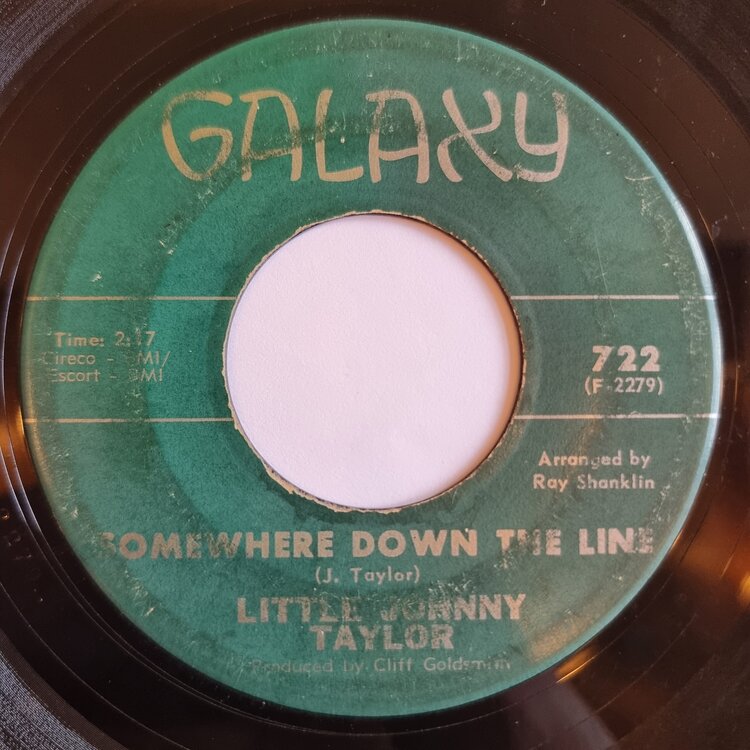 GALAXY
Time: 2:17
Cireco - BMI/
Escort - BMI
722
(F-2279)
Arranged by
Ray Shanklin
SOMEWHERE DOWN THE LINE
(J. Taylor)
LITTLE JOHNNY
TAYLOR
Produced by Cliff Goldsmith